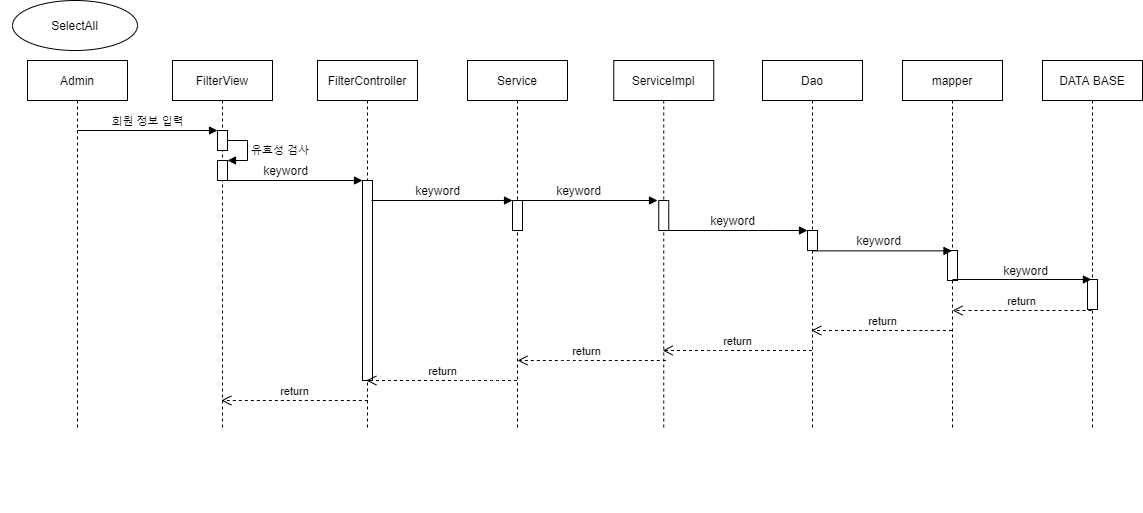 SelectAll
Admin
FilterView
FilterController
Service
ServiceImpl
Dao
mapper
DATA BASE
회원 정보 입력
유효성 검사
keyword
keyword
keyword
keyword
keyword
keyword
return
return
return
return
return
return